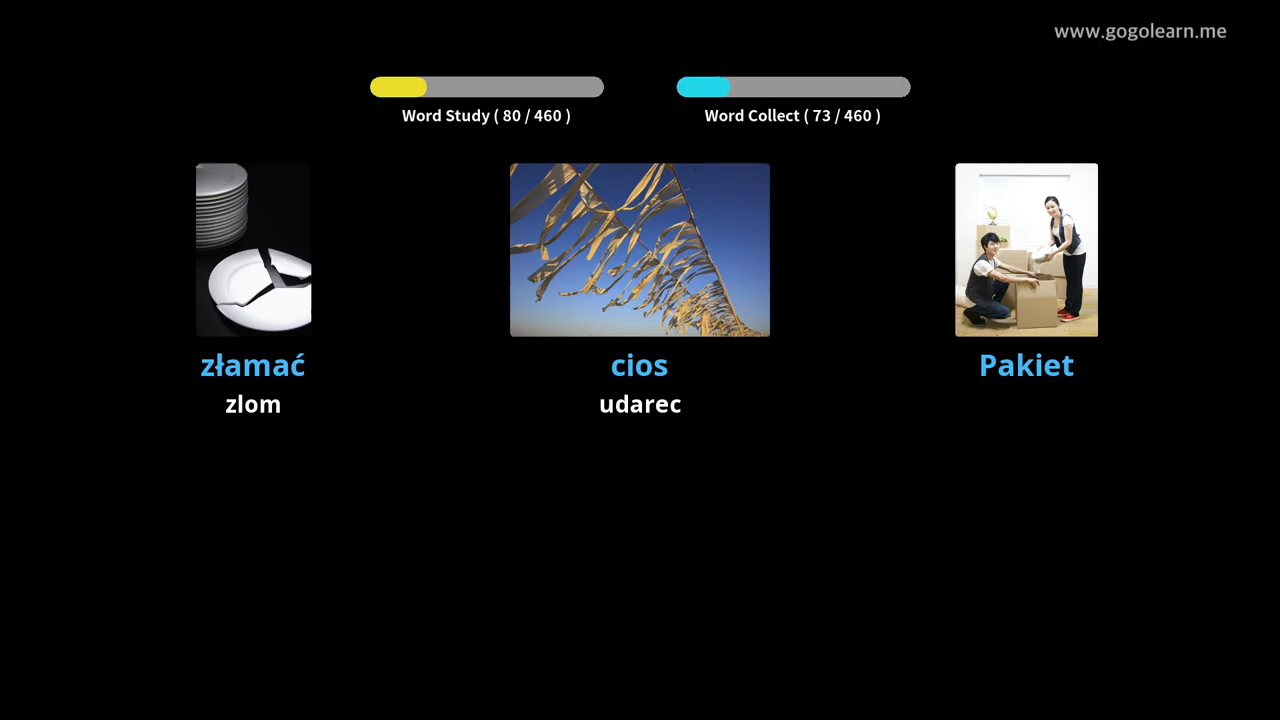 www.gogolearn.me
Word Study ( 80 / 460 )
Word Collect ( 73 / 460 )
złamać
cios
Pakiet
zlom
udarec